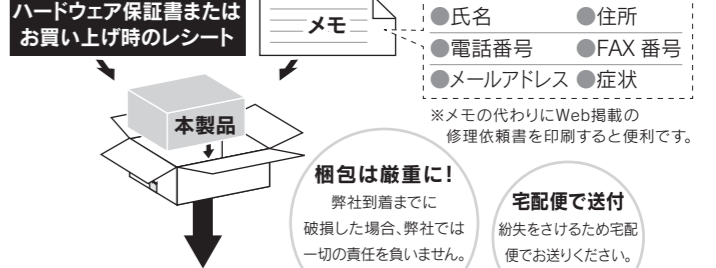 ハードウェア保証書または
お買い上げ時のレシート
メモ
●氏名 ●住所
●電話番号 ●FAX 番号
●メールアドレス ●症状
※メモの代わりにWeb掲載の
修理依頼書を印刷すると便利です。
本製品
梱包は厳重に!
弊社到着までに
破損した場合、弊社では
一切の責任を負いません。
宅配便で送付
紛失をさけるため宅配
便でお送りください。